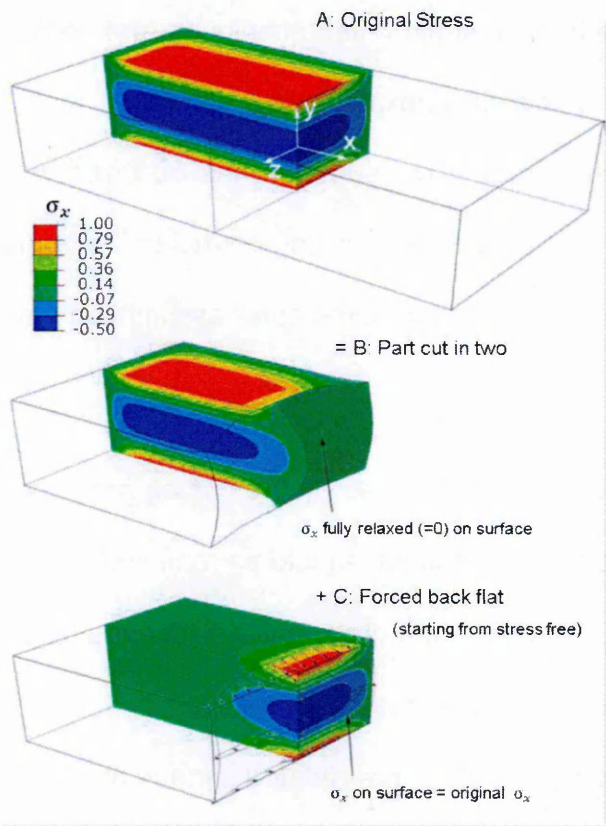 A: Original Stress
y
x
z
σx
1.00
0.79
0.57
0.36
0.14
-0.07
-0.29
-0.50
= B: Part cut in two
σx fully relaxed (=0) on surface
+ C: Forced back flat
(starting from stress free)
σx on surface = original σx